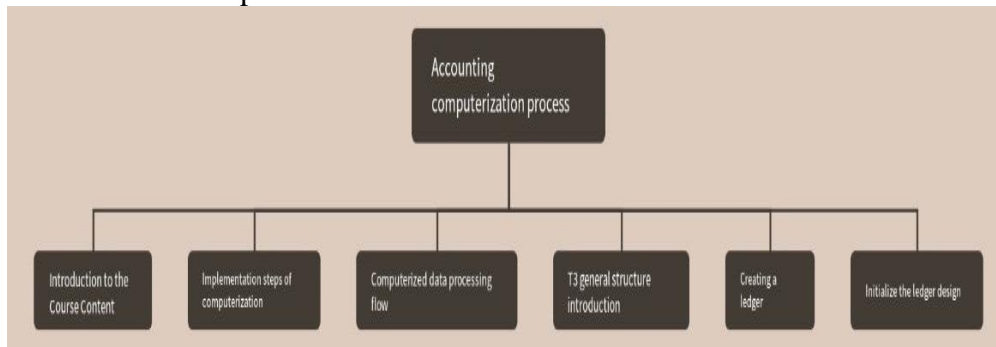 Accounting
computerization process
Introduction to the
Course Content
Implementation steps of
computerization
Computerized data processing
flow
T3 general structure
introduction
Creating a
ledger
Initialize the ledger design